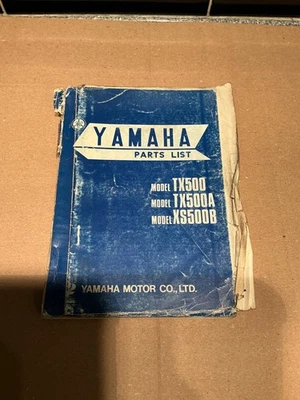 YAMAHA
PARTS LIST
MODEL TX500
MODEL TX500A
MODEL XS500B
YAMAHA MOTOR CO., LTD.